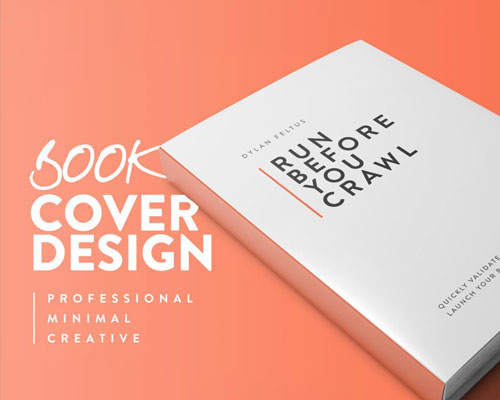 BOOK
COVER
DESIGN
PROFESSIONAL
MINIMAL
CREATIVE
DYLAN FELTUS
RUN
BEFORE
YOU
CRAWL
QUICKLY VALIDATE
LAUNCH YOUR